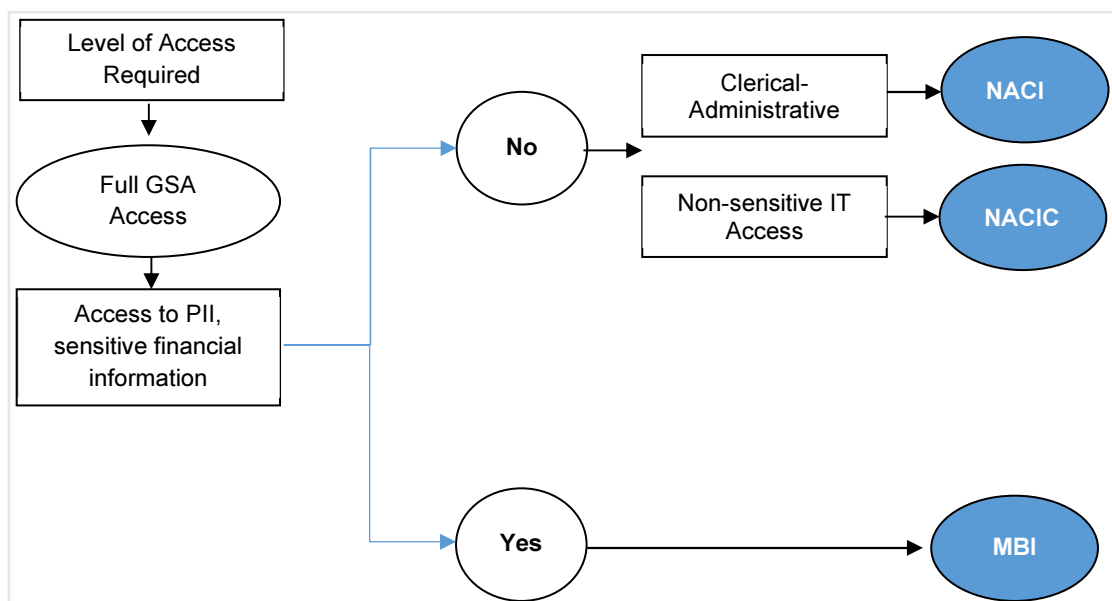 Level of Access
Required
Full GSA
Access
Access to PII,
sensitive financial
information
No
Clerical-
Administrative
NACI
Non-sensitive IT
Access
NACIC
Yes
MBI